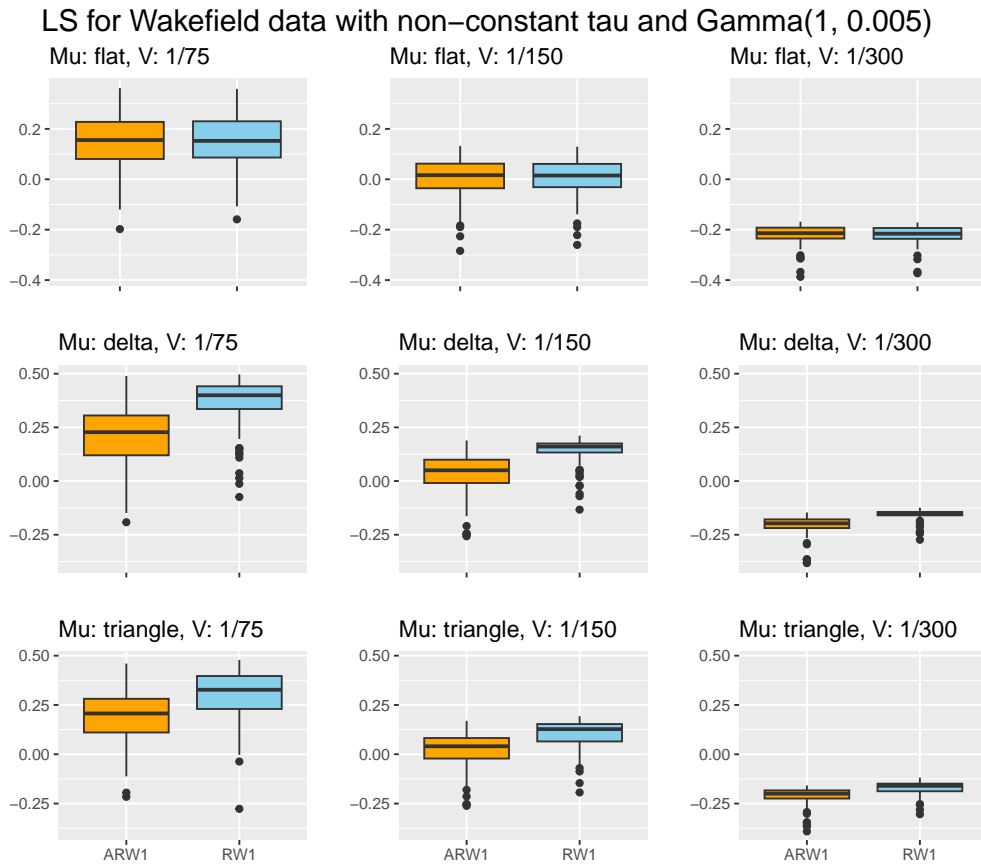 LS for Wakefield data with non−constant tau and Gamma(1, 0.005)
Mu: flat, V: 1/75
Mu: flat, V: 1/150
Mu: flat, V: 1/300
0.2
0.0
−0.2
−0.4
0.2
0.0
−0.2
−0.4
0.2
0.0
−0.2
−0.4
Mu: delta, V: 1/75
Mu: delta, V: 1/150
Mu: delta, V: 1/300
0.50
0.25
0.00
−0.25
0.50
0.25
0.00
−0.25
0.50
0.25
0.00
−0.25
Mu: triangle, V: 1/75
Mu: triangle, V: 1/150
Mu: triangle, V: 1/300
0.50
0.25
0.00
−0.25
0.50
0.25
0.00
−0.25
0.50
0.25
0.00
−0.25
ARW1 RW1
ARW1 RW1
ARW1 RW1